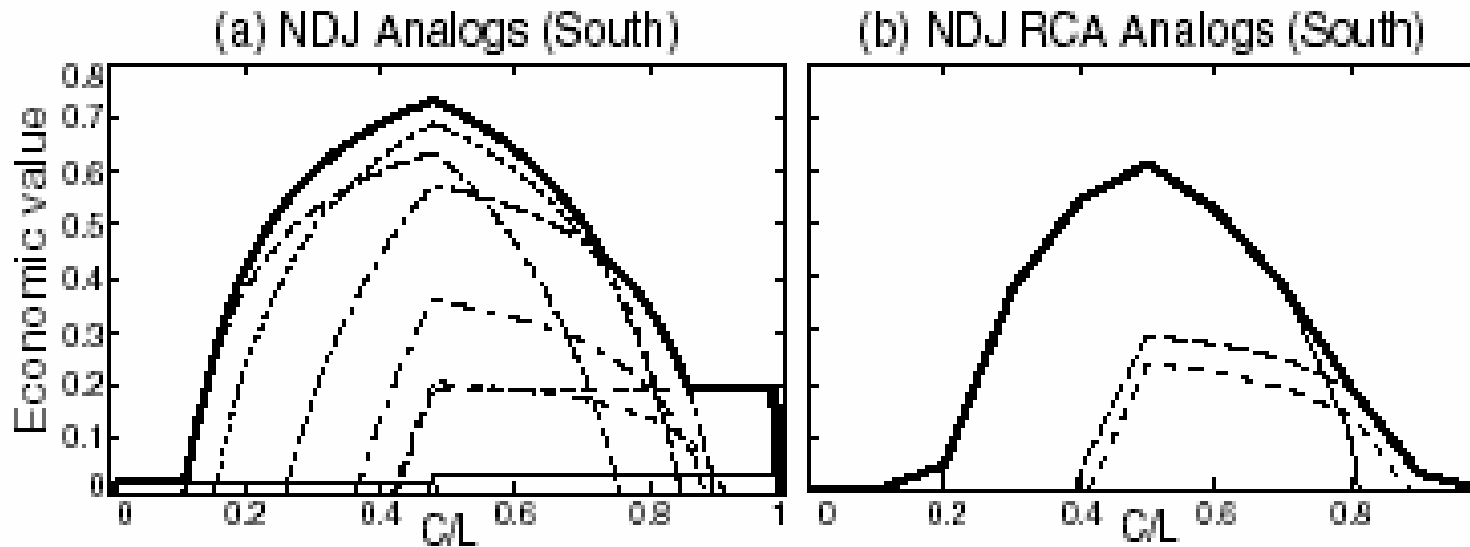 (a) NDJ Analogs (South)
(b) NDJ RCA Analogs (South)
Economic value
0.8
0.7
0.6
0.5
0.4
0.3
0.2
0.1
0
0 0.2 0.4 0.6 0.8 1
C/L
0 0.2 0.4 0.6 0.8
C/L